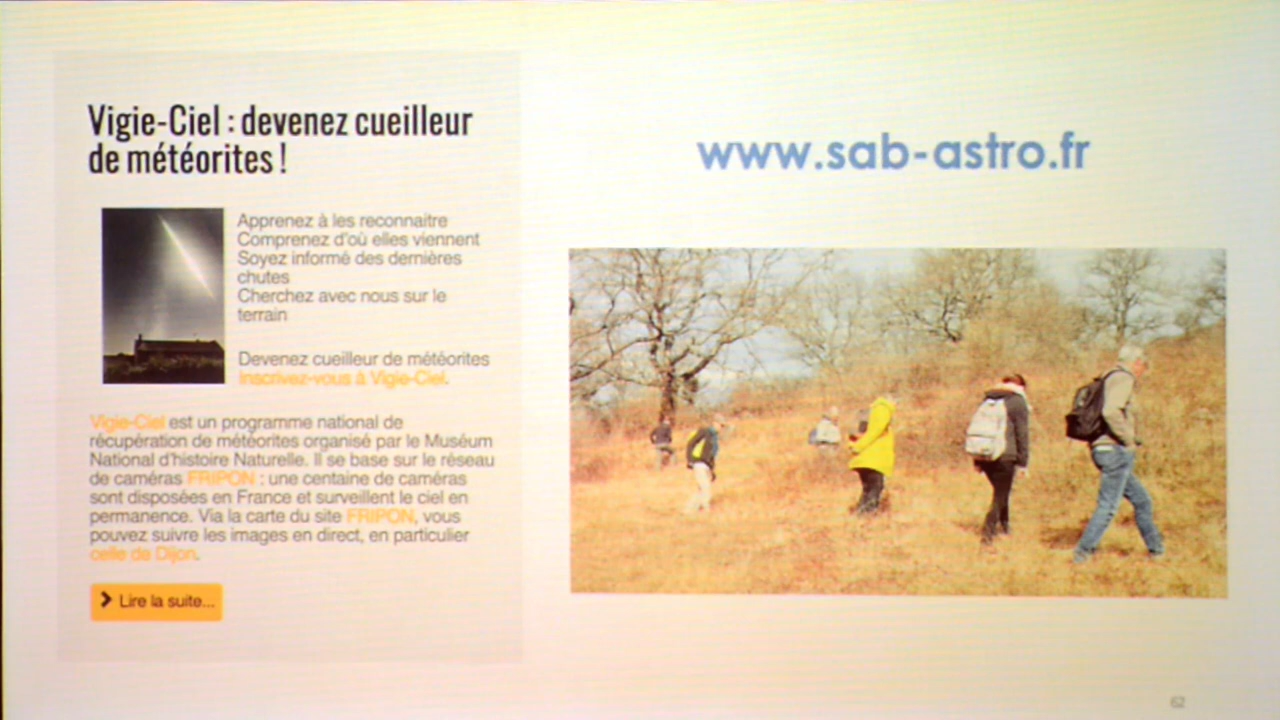 Vigie-Ciel : devenez cueilleur
de météorites !
Apprenez à les reconnaitre
Comprenez d'où elles viennent
Soyez informé des dernières
chutes
Cherchez avec nous sur le
terrain
Devenez cueilleur de météorites
Inscrivez-vous à Vigie-Ciel.
Vigie-Ciel est un programme national de
récupération de météorites organisé par le Muséum
National d'histoire Naturelle. Il se base sur le réseau
de caméras FRIPON : une centaine de caméras
sont disposées en France et surveillent le ciel en
permanence. Via la carte du site FRIPON, vous
pouvez suivre les images en direct, en particulier
celle de Dijon.
Lire la suite...
www.sab-astro.fr
62